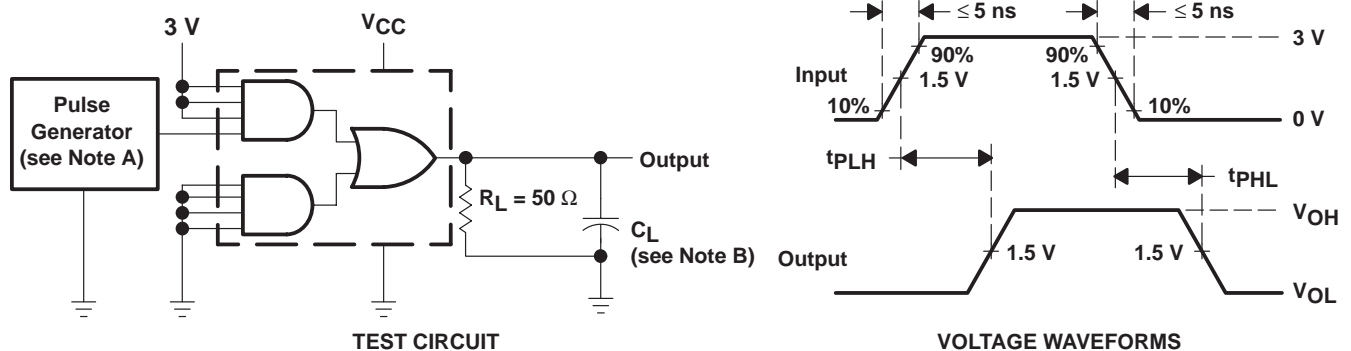 3 V
VCC
Pulse
Generator
(see Note A)
Output
RL = 50 Ω
CL
(see Note B)
TEST CIRCUIT
≤ 5 ns
≤ 5 ns
3 V
90%
90%
Input
1.5 V
1.5 V
10%
10%
0 V
tPLH
tPHL
VOH
Output
1.5 V
1.5 V
VOL
VOLTAGE WAVEFORMS